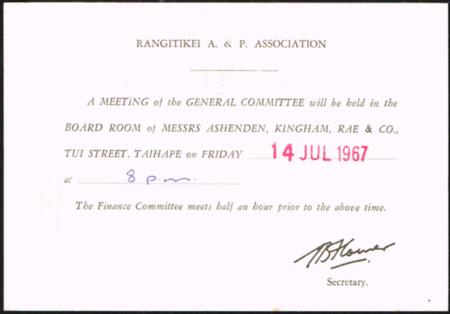 RANGITIKEI A. & P. ASSOCIATION
A MEETING of the GENERAL COMMITTEE will be held in the
BOARD ROOM of MESSRS ASHENDEN, KINGHAM, RAE & CO.,
TUI STREET. TAIHAPE on FRIDAY 14 JUL 1967
at 8 p.m.
The Finance Committee meets half an hour prior to the above time.
Secretary.